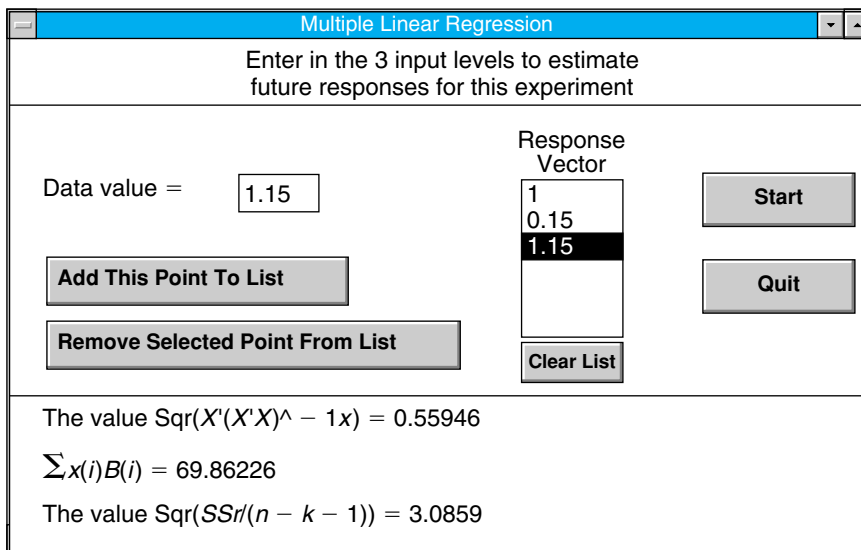 Multiple Linear Regression
Enter in the 3 input levels to estimate
future responses for this experiment
Data value = 1.15
Add This Point To List
Remove Selected Point From List
Response
Vector
1
0.15
1.15
Clear List
Start
Quit
The value Sqr(X'(X'X)^ − 1x) = 0.55946
∑x(i)B(i) = 69.86226
The value Sqr(SSr/(n − k − 1)) = 3.0859